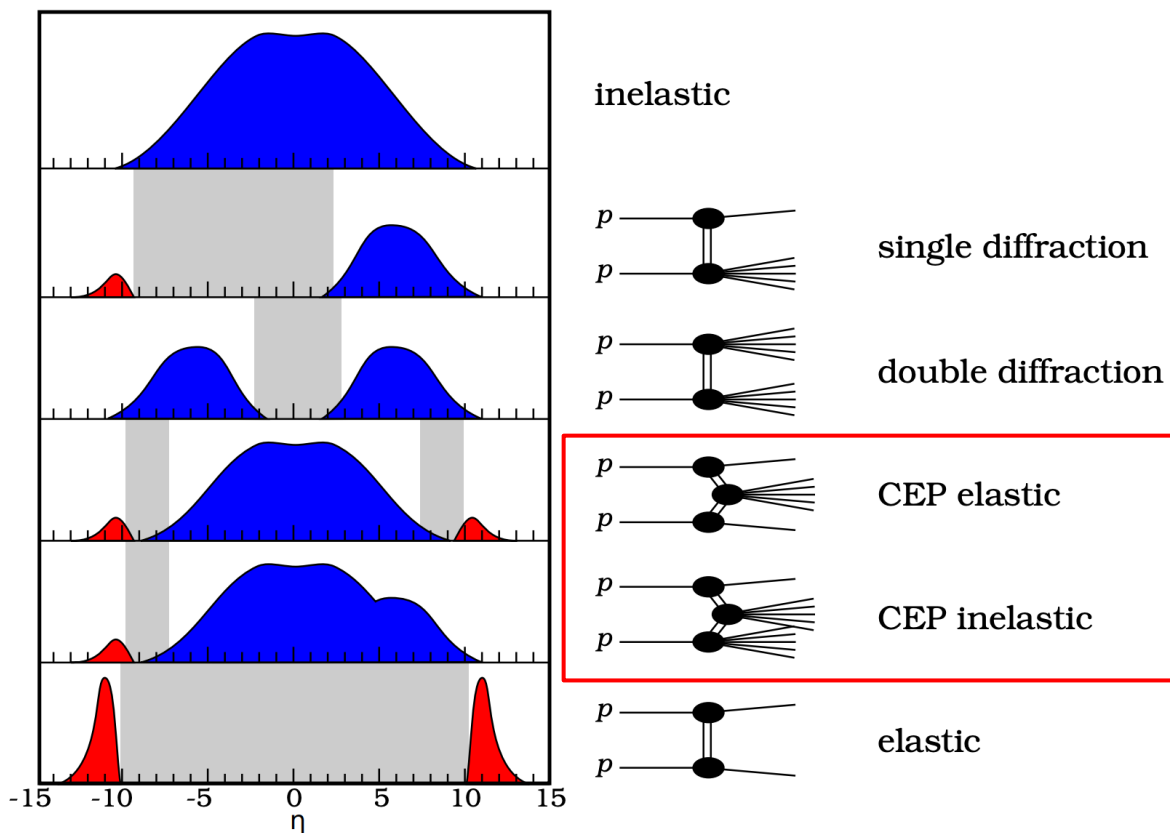 inelastic
p
p
single diffraction
p
p
double diffraction
p
p
CEP elastic
p
p
CEP inelastic
p
p
elastic
-15 -10 -5 0 5 10 15
η